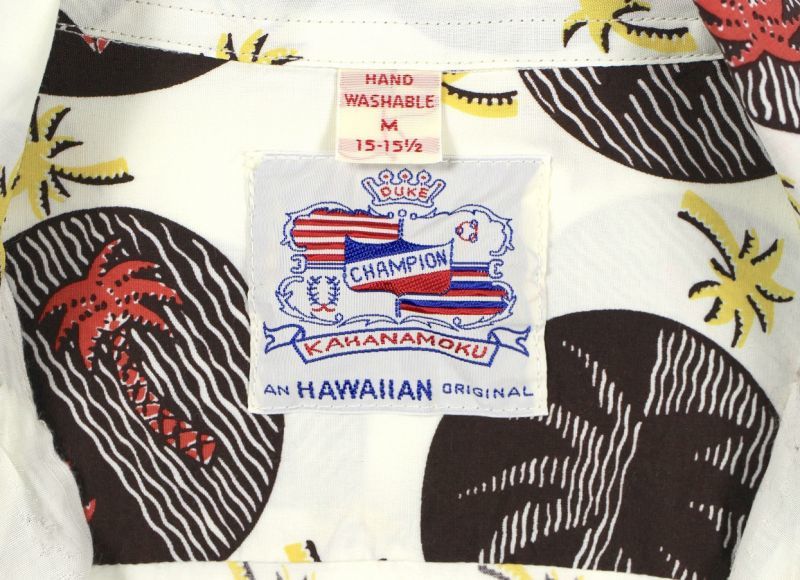 HAND
WASHABLE
M
15-15½
DUKE
CHAMPION
KAHANAMOKU
AN HAWAIIAN ORIGINAL